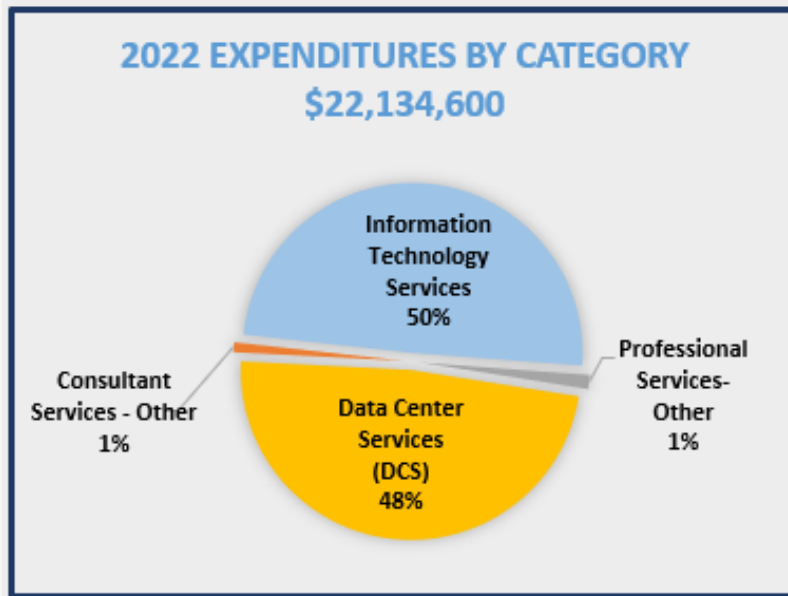 2022 EXPENDITURES BY CATEGORY
$22,134,600
Information
Technology
Services
50%
Professional
Services-
Other
1%
Consultant
Services - Other
1%
Data Center
Services
(DCS)
48%